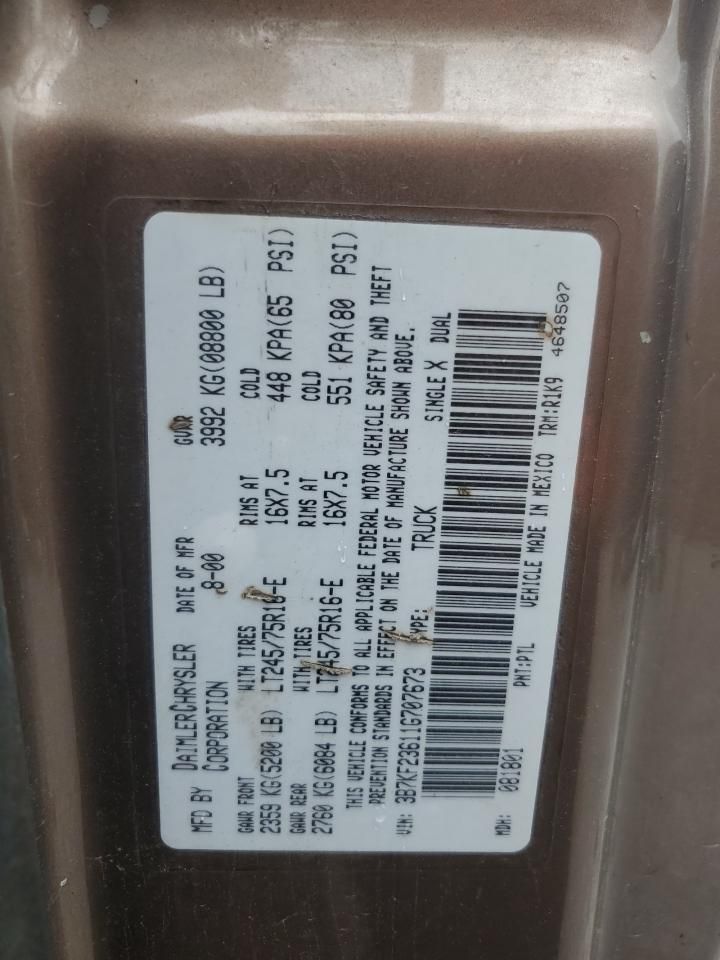 MFD BY DAIMLERCHRYSLER CORPORATION
DATE OF MFR 8-00
GVWR 3992 KG(08800 LB)
GAWR FRONT WITH TIRES RIMS AT COLD
2359 KG(5200 LB) LT245/75R16-E 16X7.5 448 KPA(65 PSI)
GAWR REAR WITH TIRES RIMS AT COLD
2760 KG(6084 LB) LT245/75R16-E 16X7.5 551 KPA(80 PSI)
THIS VEHICLE CONFORMS TO ALL APPLICABLE FEDERAL MOTOR VEHICLE SAFETY AND THEFT
PREVENTION STANDARDS IN EFFECT ON THE DATE OF MANUFACTURE SHOWN ABOVE.
VIN: 3B7KF23611G707673 TYPE: TRUCK SINGLE X DUAL
MDH: 081801 PNT:PTL VEHICLE MADE IN MEXICO TRM:R1K9
4648507